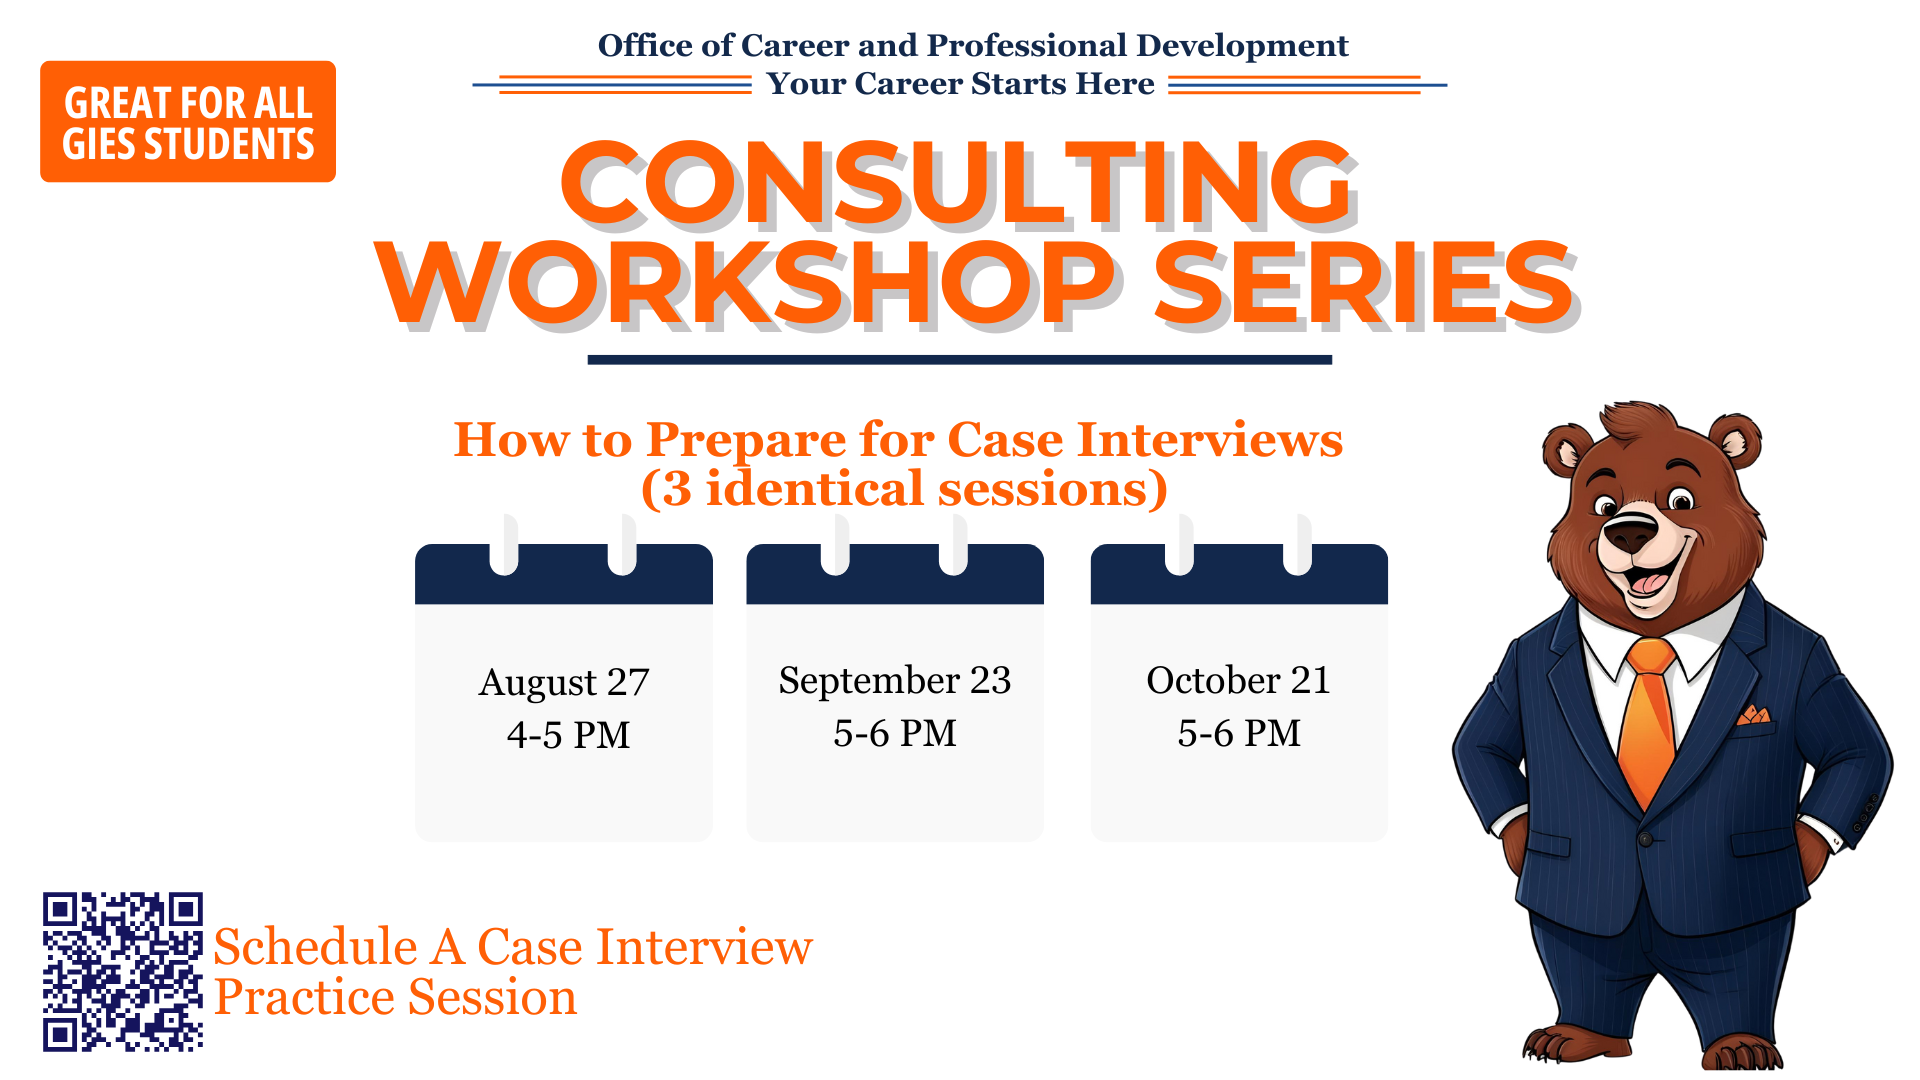 Office of Career and Professional Development
Your Career Starts Here
GREAT FOR ALL
GIES STUDENTS
CONSULTING
WORKSHOP SERIES
How to Prepare for Case Interviews
(3 identical sessions)
August 27
4-5 PM
September 23
5-6 PM
October 21
5-6 PM
Schedule A Case Interview
Practice Session